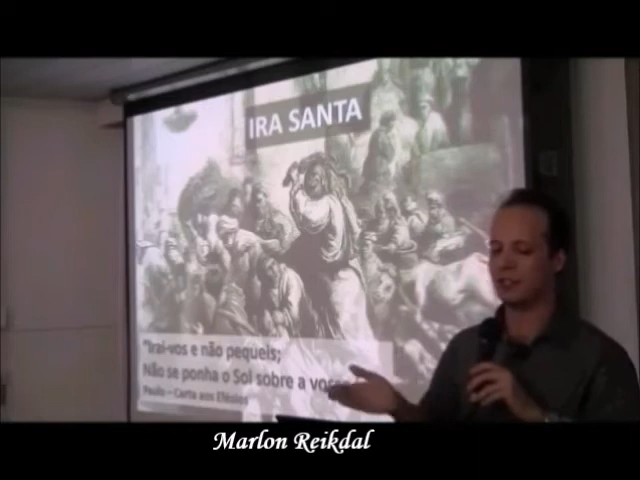 IRA SANTA
"Irai-vos e não pequeis;
Não se ponha o Sol sobre a vossa
Paulo – Carta aos Efésios
Marlon Reikdal